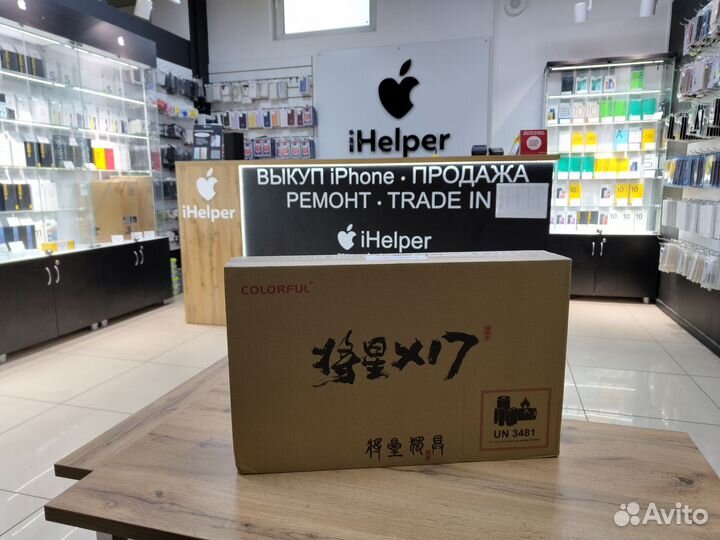 iHelper
ВЫКУП iPhone · ПРОДАЖА
РЕМОНТ · TRADE IN
iHelper
iHelper
COLORFUL
将星X17
UN 3481
Avito